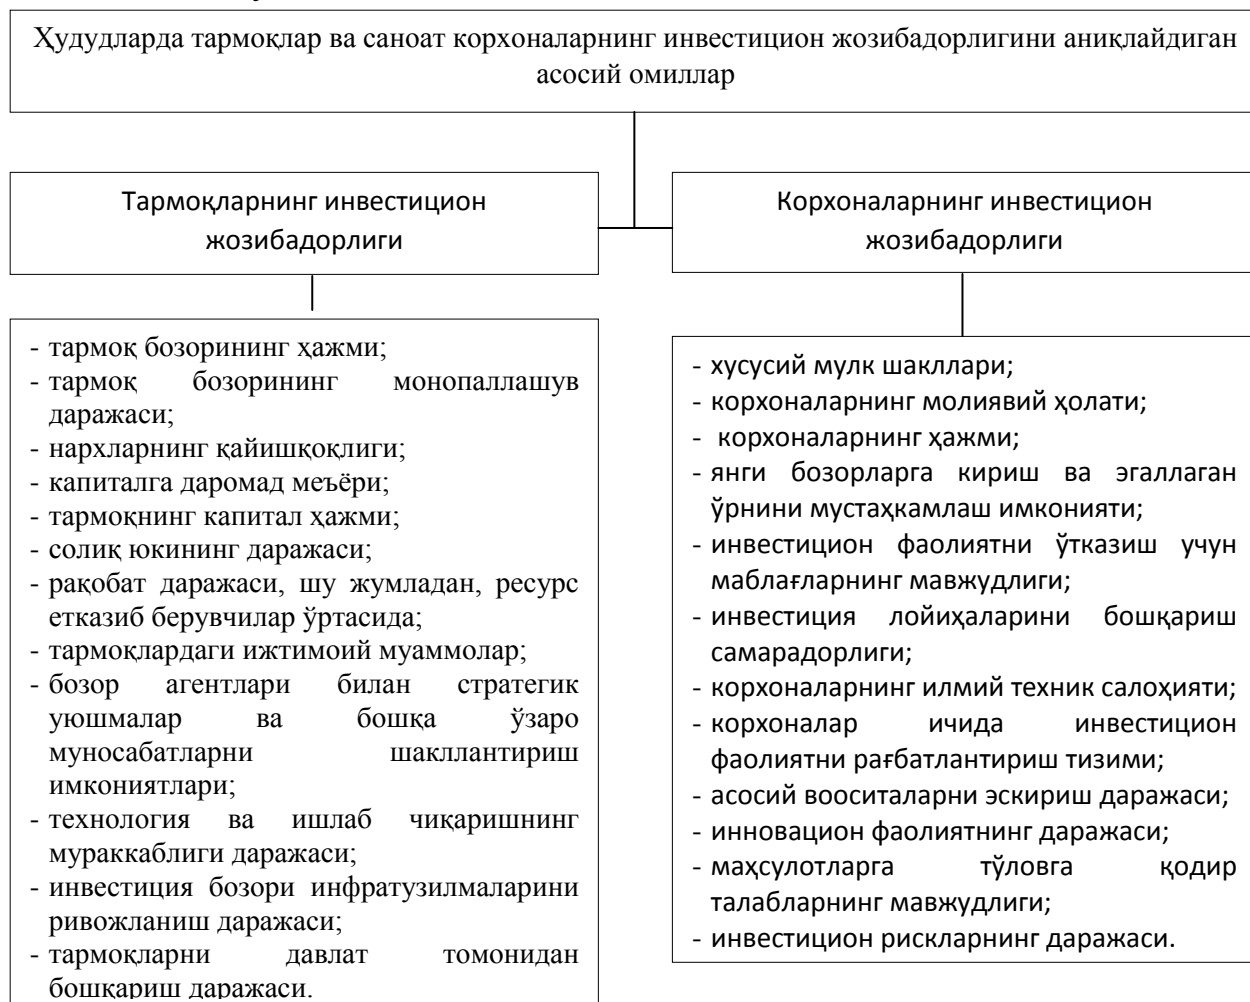 Ҳудудларда тармоқлар ва саноат корхоналарнинг инвестицион жозибадорлигини аниқлайдиган
асосий омиллар
Тармоқларнинг инвестицион
жозибадорлиги
- тармоқ бозорининг ҳажми;
- тармоқ бозорининг монопаллашув
даражаси;
- нархларнинг қайишқоқлиги;
- капиталга даромад меъёри;
- тармоқнинг капитал ҳажми;
- солиқ юкининг даражаси;
- рақобат даражаси, шу жумладан, ресурс
етказиб берувчилар ўртасида;
- тармоқлардаги ижтимоий муаммолар;
- бозор агентлари билан стратегик
уюшмалар ва бошқа ўзаро
муносабатларни шакллантириш
имкониятлари;
- технология ва ишлаб чиқаришнинг
мураккаблиги даражаси;
- инвестиция бозори инфратузилмаларини
ривожланиш даражаси;
- тармоқларни давлат томонидан
бошқариш даражаси.
Корхоналарнинг инвестицион
жозибадорлиги
- хусусий мулк шакллари;
- корхоналарнинг молиявий ҳолати;
- корхоналарнинг ҳажми;
- янги бозорларга кириш ва эгаллаган
ўрнини мустаҳкамлаш имконияти;
- инвестицион фаолиятни ўтказиш учун
маблағларнинг мавжудлиги;
- инвестиция лойиҳаларини бошқариш
самарадорлиги;
- корхоналарнинг илмий техник салоҳияти;
- корхоналар ичида инвестицион
фаолиятни рағбатлантириш тизими;
- асосий вооситаларни эскириш даражаси;
- инновацион фаолиятнинг даражаси;
- маҳсулотларга тўловга қодир
талабларнинг мавжудлиги;
- инвестицион рискларнинг даражаси.